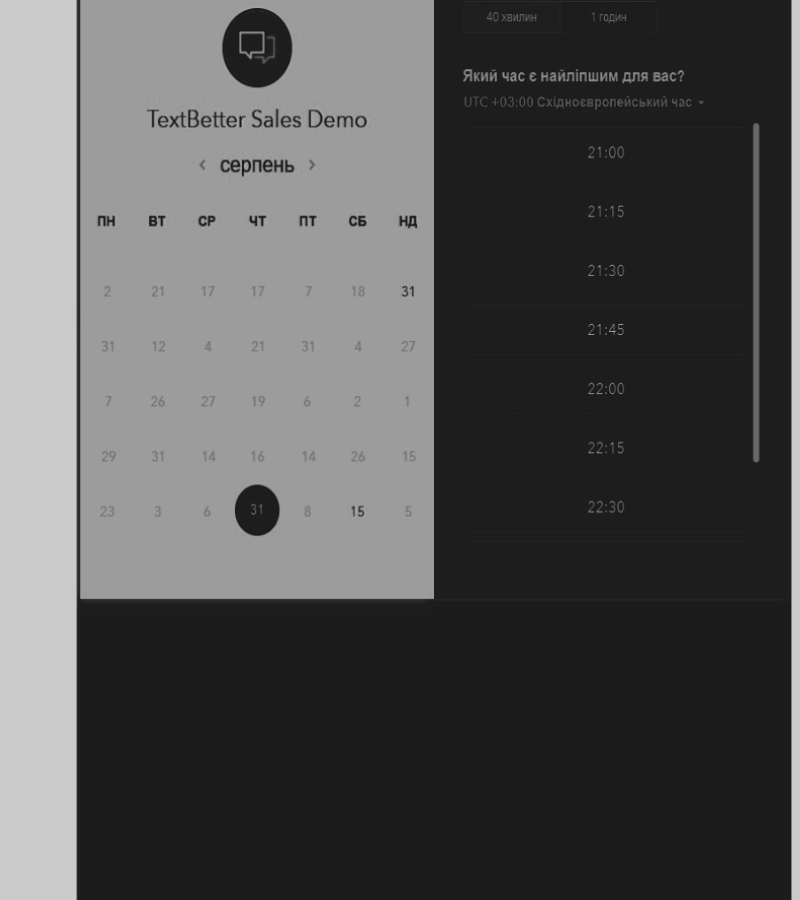 TextBetter Sales Demo
‹ серпень ›
ПН ВТ СР ЧТ ПТ СБ НД
2 21 17 17 7 18 31
31 12 4 21 31 4 27
7 26 27 19 6 2 1
29 31 14 16 14 26 15
23 3 6 31 8 15 5
40 хвилин 1 годин
Який час є найліпшим для вас?
UTC +03:00 Східноєвропейський час
21:00
21:15
21:30
21:45
22:00
22:15
22:30